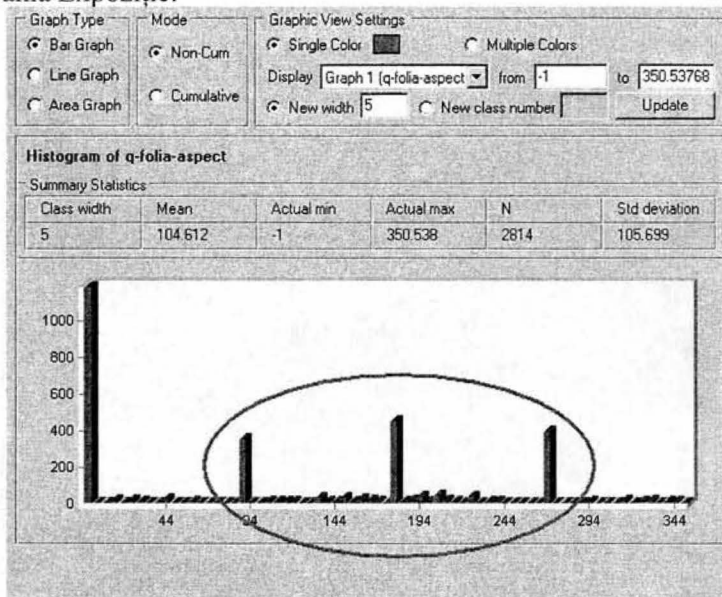 Expoziție.
Graph Type
Bar Graph
Line Graph
Area Graph
Mode
Non-Cum
Cumulative
Graphic View Settings
Single Color
Multiple Colors
Display Graph 1 (q-folia-aspect from -1 to 350.53768
New width 5 New class number Update
Histogram of q-folia-aspect
Summary Statistics
Class width Mean Actual min Actual max N Std deviation
5 104.612 -1 350.538 2814 105.699
1000
800
600
400
200
0
44 94 144 194 244 294 344